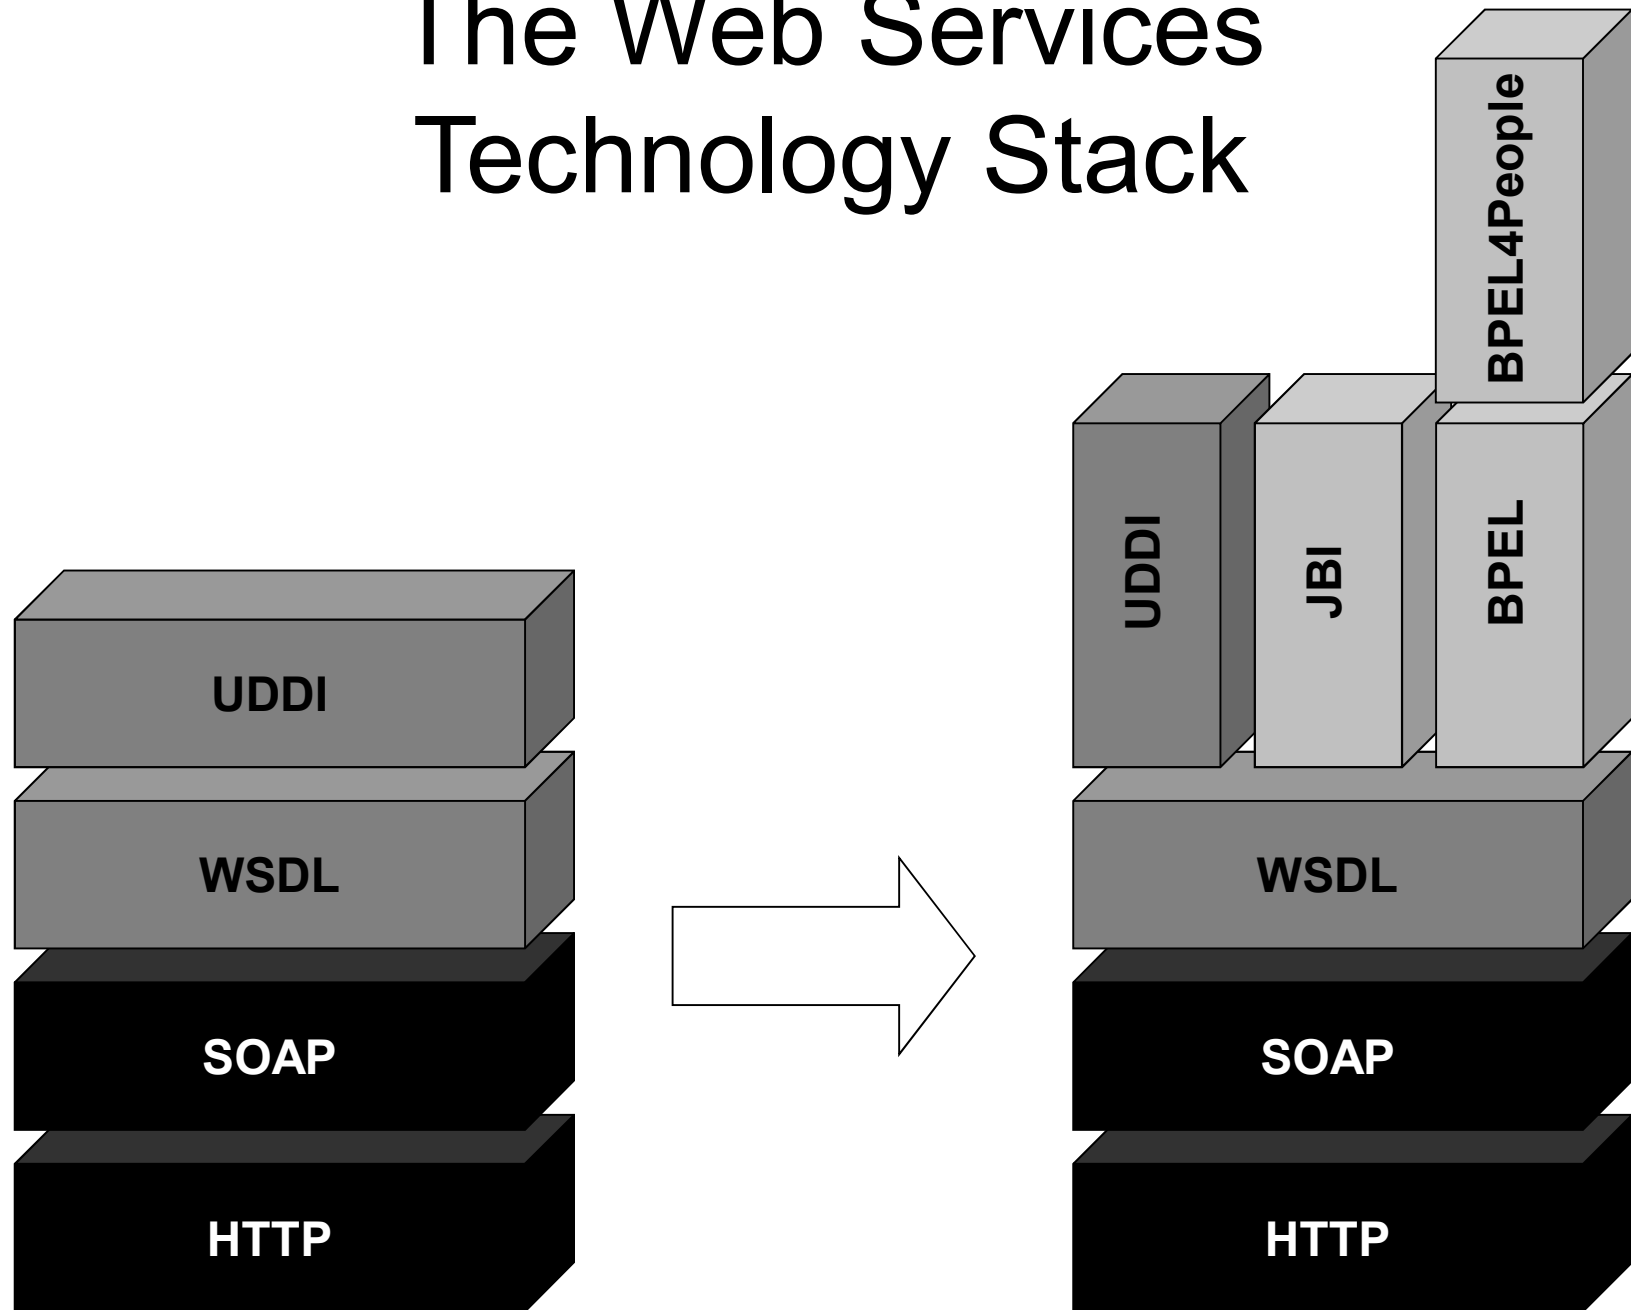 The Web Services
Technology Stack
UDDI
WSDL
SOAP
HTTP
BPEL4People
UDDI
JBI
BPEL
WSDL
SOAP
HTTP